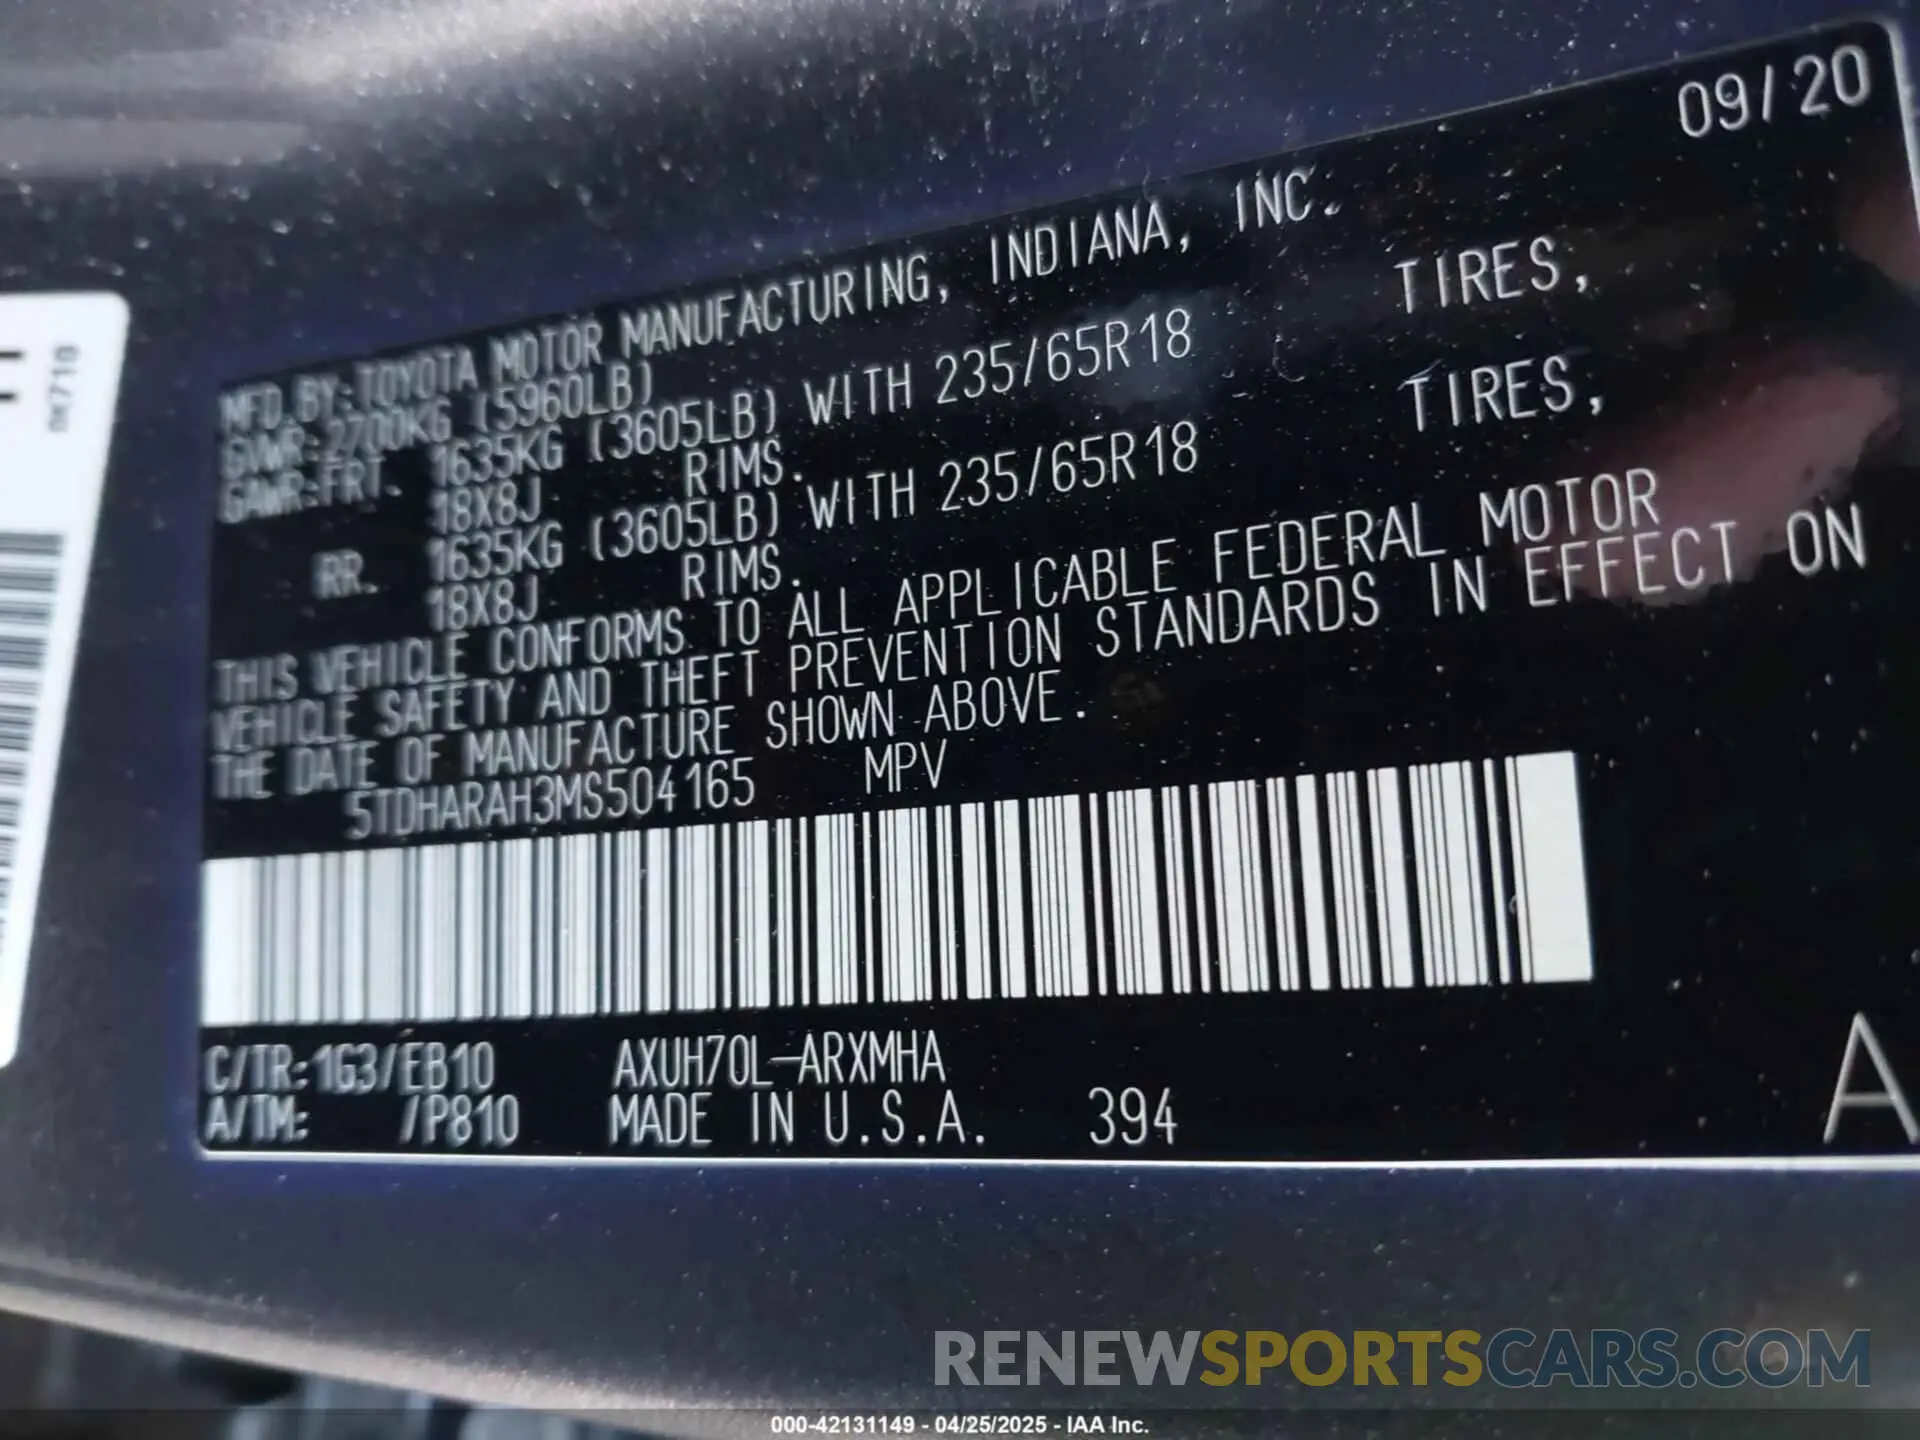 09/20
MFD.BY:TOYOTA MOTOR MANUFACTURING, INDIANA, INC.
GVWR:2700KG (5960LB)
GAWR:FRT. 1635KG (3605LB) WITH 235/65R18 TIRES,
18X8J RIMS.
RR. 1635KG (3605LB) WITH 235/65R18 TIRES,
18X8J RIMS.
THIS VEHICLE CONFORMS TO ALL APPLICABLE FEDERAL MOTOR
VEHICLE SAFETY AND THEFT PREVENTION STANDARDS IN EFFECT ON
THE DATE OF MANUFACTURE SHOWN ABOVE.
5TDHARAH3MS504165 MPV
C/TR:1G3/EB10 AXUH70L-ARXMHA
A/TM: /P810 MADE IN U.S.A. 394
A
RENEWSPORTSCARS.COM
000-42131149 - 04/25/2025 - IAA Inc.